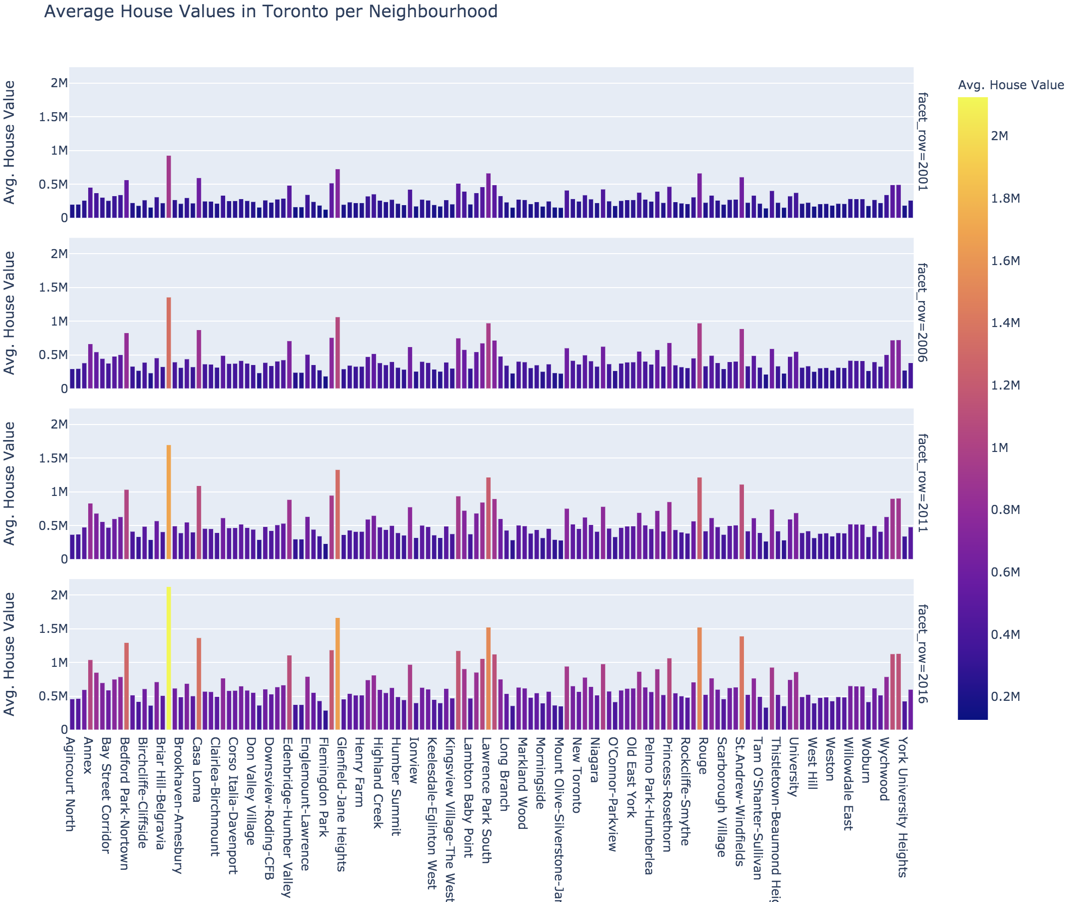 Average House Values in Toronto per Neighbourhood
Avg. House Value
2M
1.5M
1M
0.5M
0
facet_row=2001
Avg. House Value
2M
1.5M
1M
0.5M
0
facet_row=2006
Avg. House Value
2M
1.5M
1M
0.5M
0
facet_row=2011
Avg. House Value
2M
1.5M
1M
0.5M
0
facet_row=2016
Agincourt North
Annex
Bay Street Corridor
Bedford Park-Nortown
Birchcliffe-Cliffside
Briar Hill-Belgravia
Brookhaven-Amesbury
Casa Loma
Clairlea-Birchmount
Corso Italia-Davenport
Don Valley Village
Downsview-Roding-CFB
Edenbridge-Humber Valley
Englemount-Lawrence
Flemingdon Park
Glenfield-Jane Heights
Henry Farm
Highland Creek
Humber Summit
Ionview
Keelesdale-Eglinton West
Kingsview Village-The West
Lambton Baby Point
Lawrence Park South
Long Branch
Markland Wood
Morningside
Mount Olive-Silverstone-Jam
New Toronto
Niagara
O'Connor-Parkview
Old East York
Pelmo Park-Humberlea
Princess-Rosethorn
Rockcliffe-Smythe
Rouge
Scarborough Village
St.Andrew-Windfields
Tam O'Shanter-Sullivan
Thistletown-Beaumond Heig
University
West Hill
Weston
Willowdale East
Woburn
Wychwood
York University Heights
Avg. House Value
2M
1.8M
1.6M
1.4M
1.2M
1M
0.8M
0.6M
0.4M
0.2M